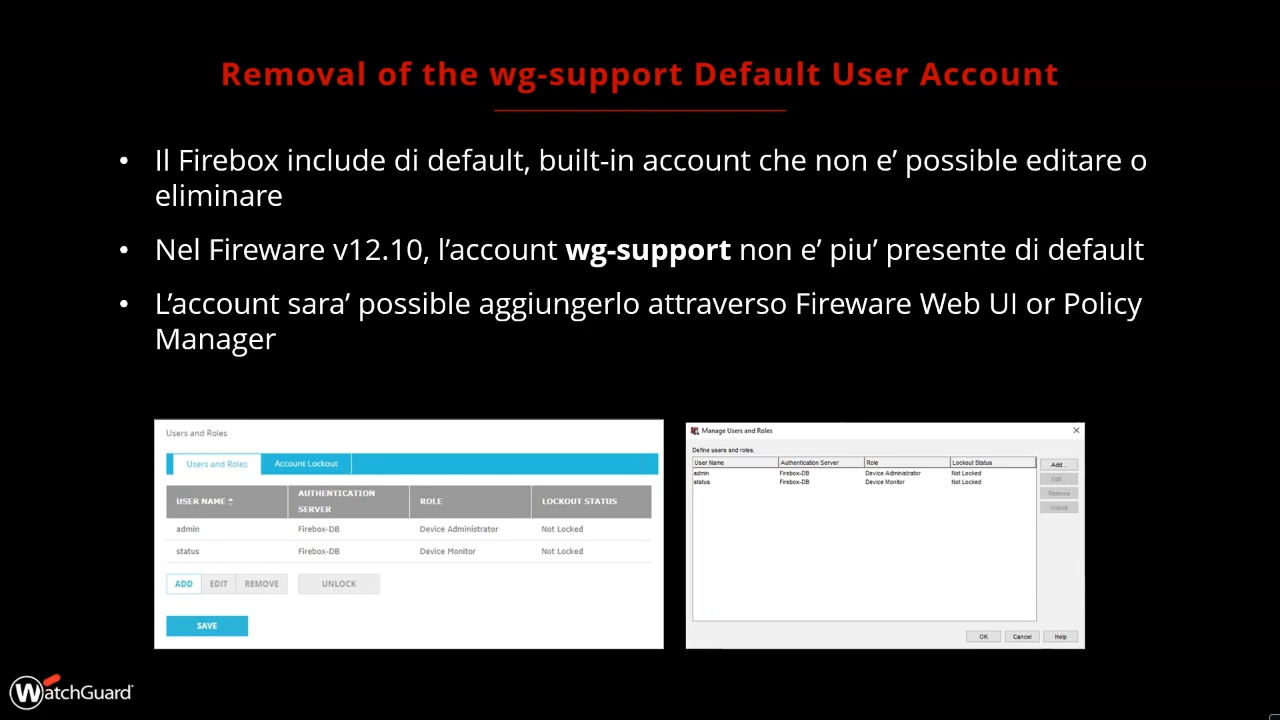 Removal of the wg-support Default User Account
• Il Firebox include di default, built-in account che non e’ possible editare o
eliminare
• Nel Fireware v12.10, l’account wg-support non e’ piu’ presente di default
• L’account sara’ possible aggiungerlo attraverso Fireware Web UI or Policy
Manager
Users and Roles
Users and Roles Account Lockout
USER NAME AUTHENTICATION SERVER ROLE LOCKOUT STATUS
admin Firebox-DB Device Administrator Not Locked
status Firebox-DB Device Monitor Not Locked
ADD EDIT REMOVE UNLOCK
SAVE
Manage Users and Roles
Define users and roles.
User Name Authentication Server Role Lockout Status
admin Firebox-DB Device Administrator Not Locked
status Firebox-DB Device Monitor Not Locked
Add...
Edit...
Remove
Unlock
OK Cancel Help
WatchGuard